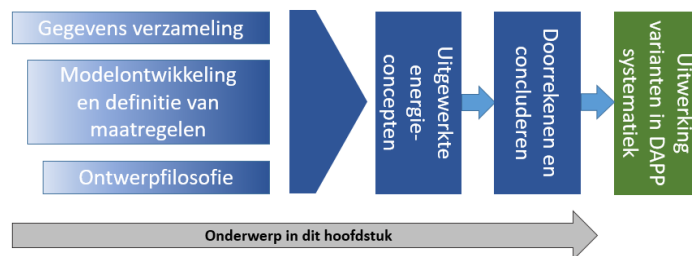 Gegevens verzameling
Modelontwikkeling
en definitie van
maatregelen
Ontwerpfilosofie
Uitgewerkte
energie-
concepten
Doorrekenen en
concluderen
Uitwerking
varianten in DAPP
systematiek
Onderwerp in dit hoofdstuk